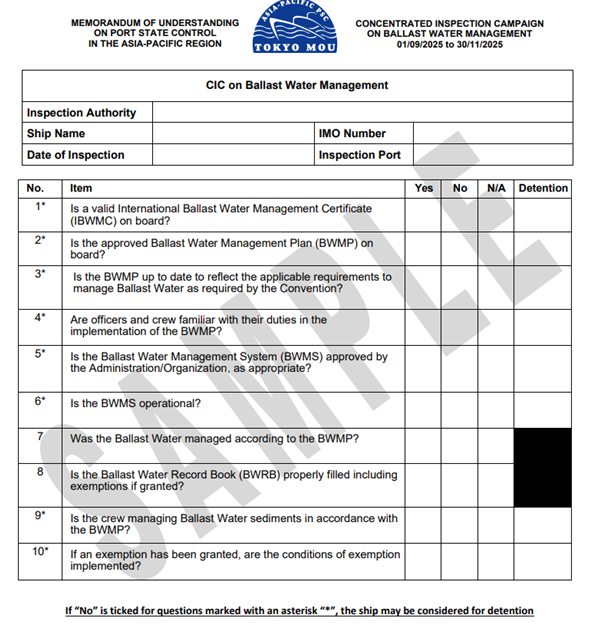 MEMORANDUM OF UNDERSTANDING
ON PORT STATE CONTROL
IN THE ASIA-PACIFIC REGION
ASIA-PACIFIC PSC
TOKYO MOU
CONCENTRATED INSPECTION CAMPAIGN
ON BALLAST WATER MANAGEMENT
01/09/2025 to 30/11/2025
CIC on Ballast Water Management
Inspection Authority
Ship Name IMO Number
Date of Inspection Inspection Port
No. Item Yes No N/A Detention
1* Is a valid International Ballast Water Management Certificate
(IBWMC) on board?
2* Is the approved Ballast Water Management Plan (BWMP) on
board?
3* Is the BWMP up to date to reflect the applicable requirements to
manage Ballast Water as required by the Convention?
4* Are officers and crew familiar with their duties in the
implementation of the BWMP?
5* Is the Ballast Water Management System (BWMS) approved by
the Administration/Organization, as appropriate?
6* Is the BWMS operational?
7 Was the Ballast Water managed according to the BWMP?
8 Is the Ballast Water Record Book (BWRB) properly filled including
exemptions if granted?
9* Is the crew managing Ballast Water sediments in accordance with
the BWMP?
10* If an exemption has been granted, are the conditions of exemption
implemented?
SAMPLE
If “No” is ticked for questions marked with an asterisk “*”, the ship may be considered for detention